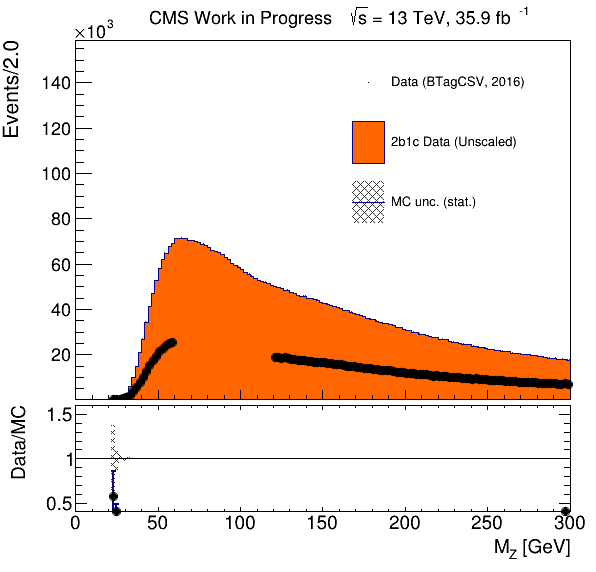 CMS Work in Progress √s = 13 TeV, 35.9 fb⁻¹
×10³
Events/2.0
140
120
100
80
60
40
20
Data (BTagCSV, 2016)
2b1c Data (Unscaled)
MC unc. (stat.)
Data/MC
1.5
1
0.5
0 50 100 150 200 250 300
M_Z [GeV]